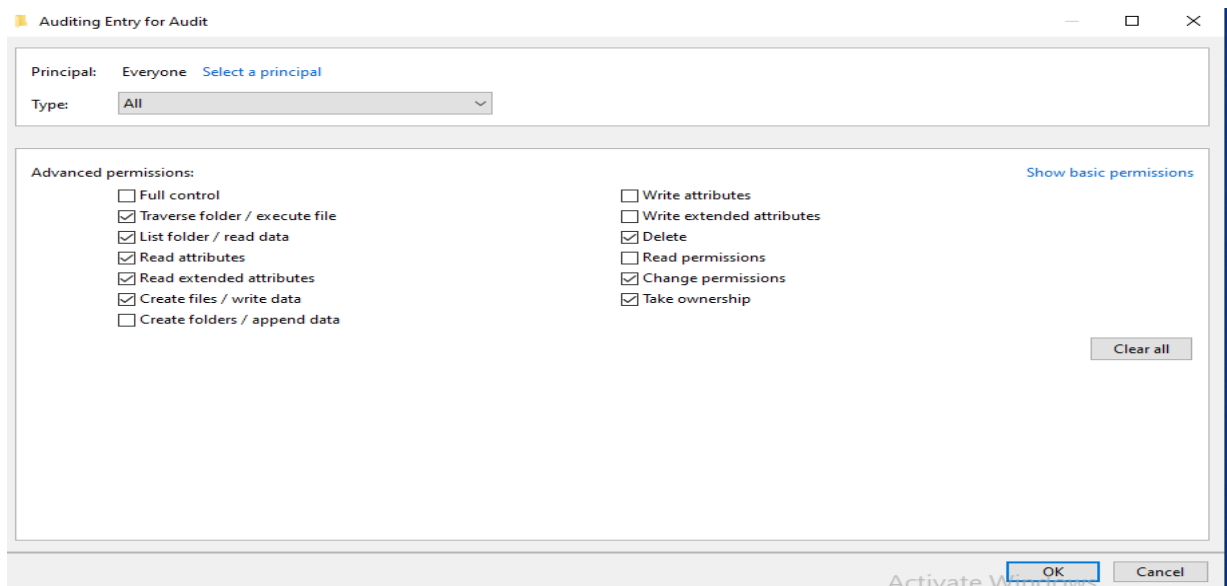 Auditing Entry for Audit
Principal: Everyone Select a principal
Type: All
Advanced permissions: Show basic permissions
Full control
Traverse folder / execute file
List folder / read data
Read attributes
Read extended attributes
Create files / write data
Create folders / append data
Write attributes
Write extended attributes
Delete
Read permissions
Change permissions
Take ownership
Clear all
Activate Windows
OK Cancel